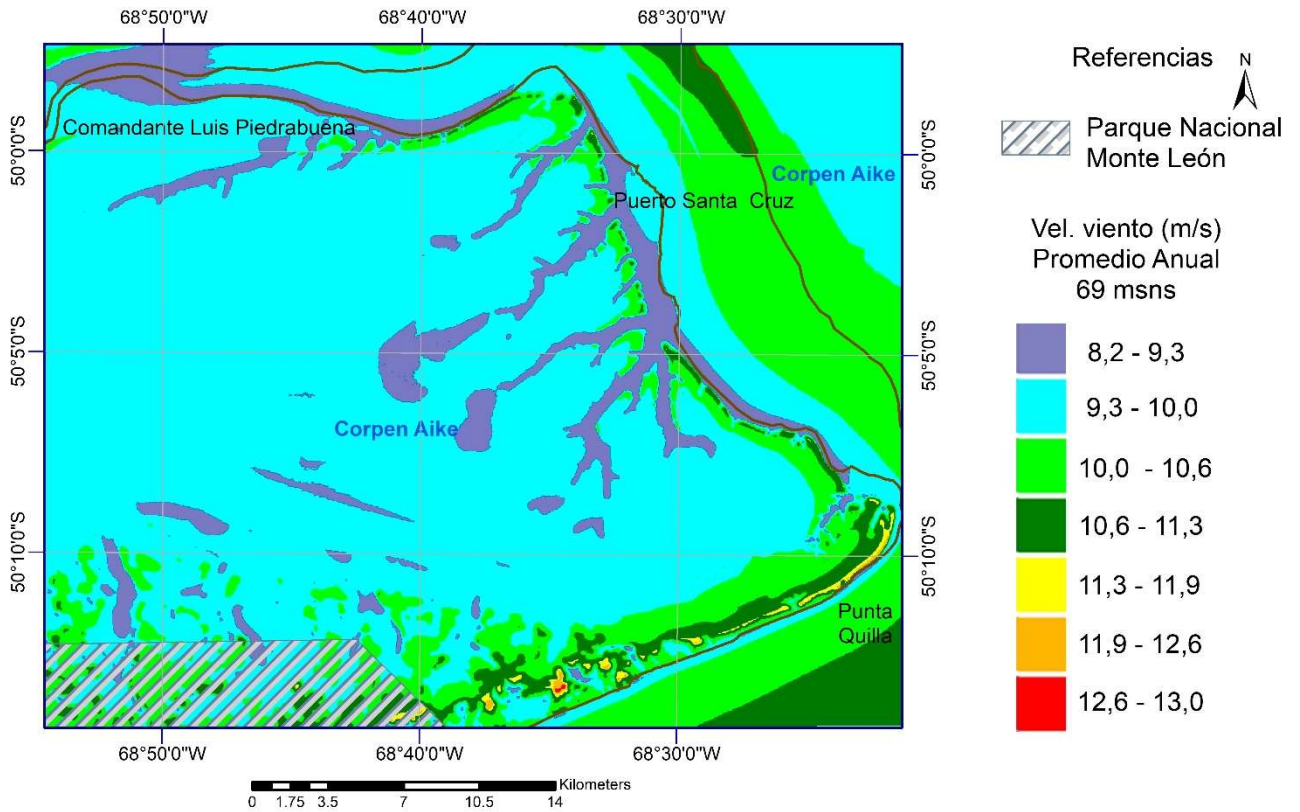 68°50'0"W 68°40'0"W 68°30'0"W
Referencias N
Parque Nacional
Monte León
Vel. viento (m/s)
Promedio Anual
69 msns
8,2 - 9,3
9,3 - 10,0
10,0 - 10,6
10,6 - 11,3
11,3 - 11,9
11,9 - 12,6
12,6 - 13,0
Comandante Luis Piedrabuena
50°0'0"S 50°0'0"S
Corpen Aike
Puerto Santa Cruz
50°5'0"S 50°5'0"S
Corpen Aike
50°10'0"S 50°10'0"S
Punta
Quilla
68°50'0"W 68°40'0"W 68°30'0"W
Kilometers
0 1.75 3.5 7 10.5 14